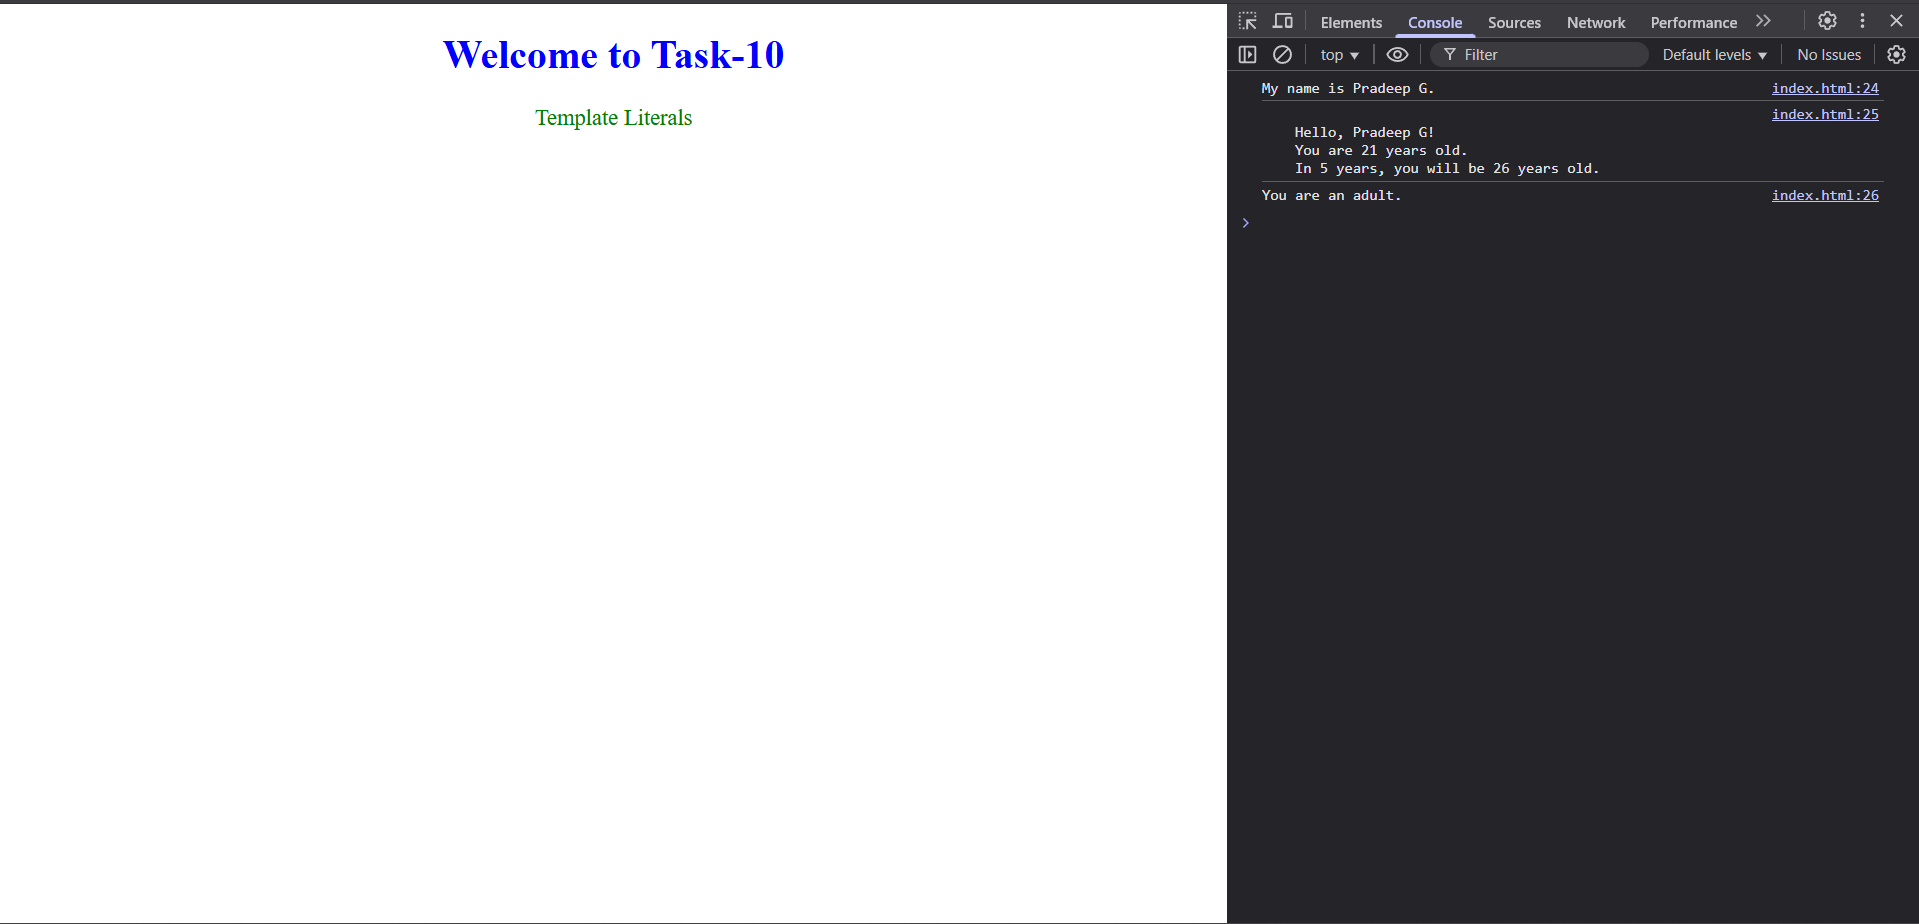 Welcome to Task-10
Template Literals
Elements Console Sources Network Performance
top Filter Default levels No Issues
My name is Pradeep G. index.html:24
index.html:25
Hello, Pradeep G!
You are 21 years old.
In 5 years, you will be 26 years old.
You are an adult. index.html:26